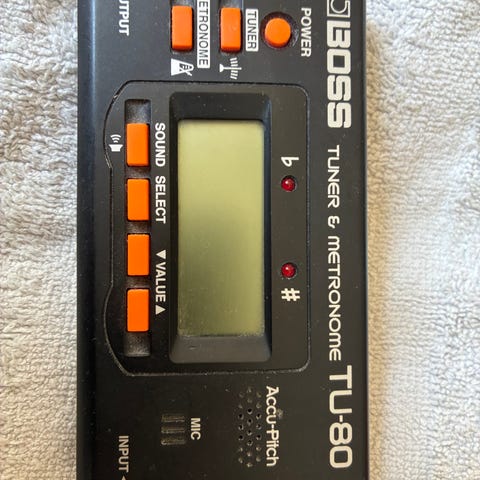 BOSS TUNER & METRONOME TU-80
POWER
TUNER
METRONOME
OUTPUT
♭ #
Accu-Pitch
SOUND SELECT ▼ VALUE ▲
MIC
INPUT